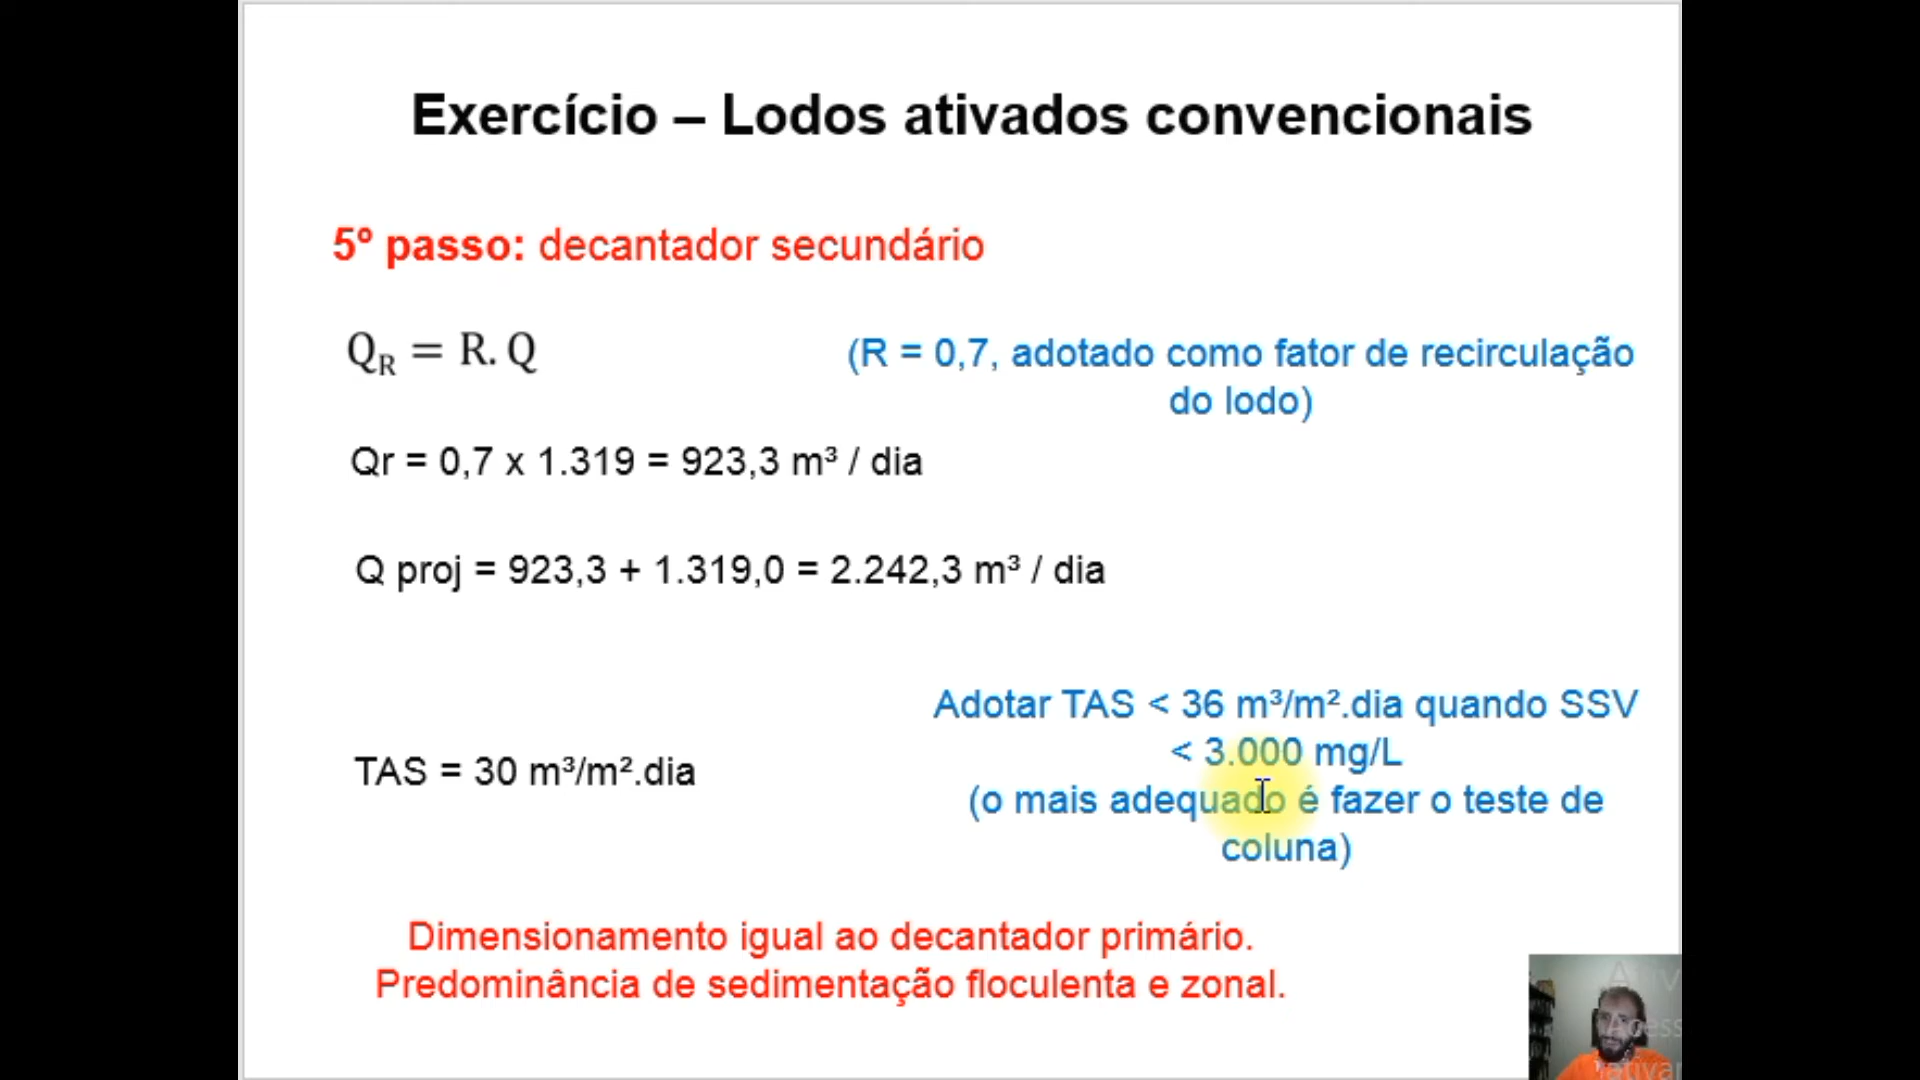 Exercício – Lodos ativados convencionais
5º passo: decantador secundário
Q_R = R. Q
(R = 0,7, adotado como fator de recirculação
do lodo)
Qr = 0,7 x 1.319 = 923,3 m³ / dia
Q proj = 923,3 + 1.319,0 = 2.242,3 m³ / dia
Adotar TAS < 36 m³/m².dia quando SSV
< 3.000 mg/L
TAS = 30 m³/m².dia
(o mais adequado é fazer o teste de
coluna)
Dimensionamento igual ao decantador primário.
Predominância de sedimentação floculenta e zonal.